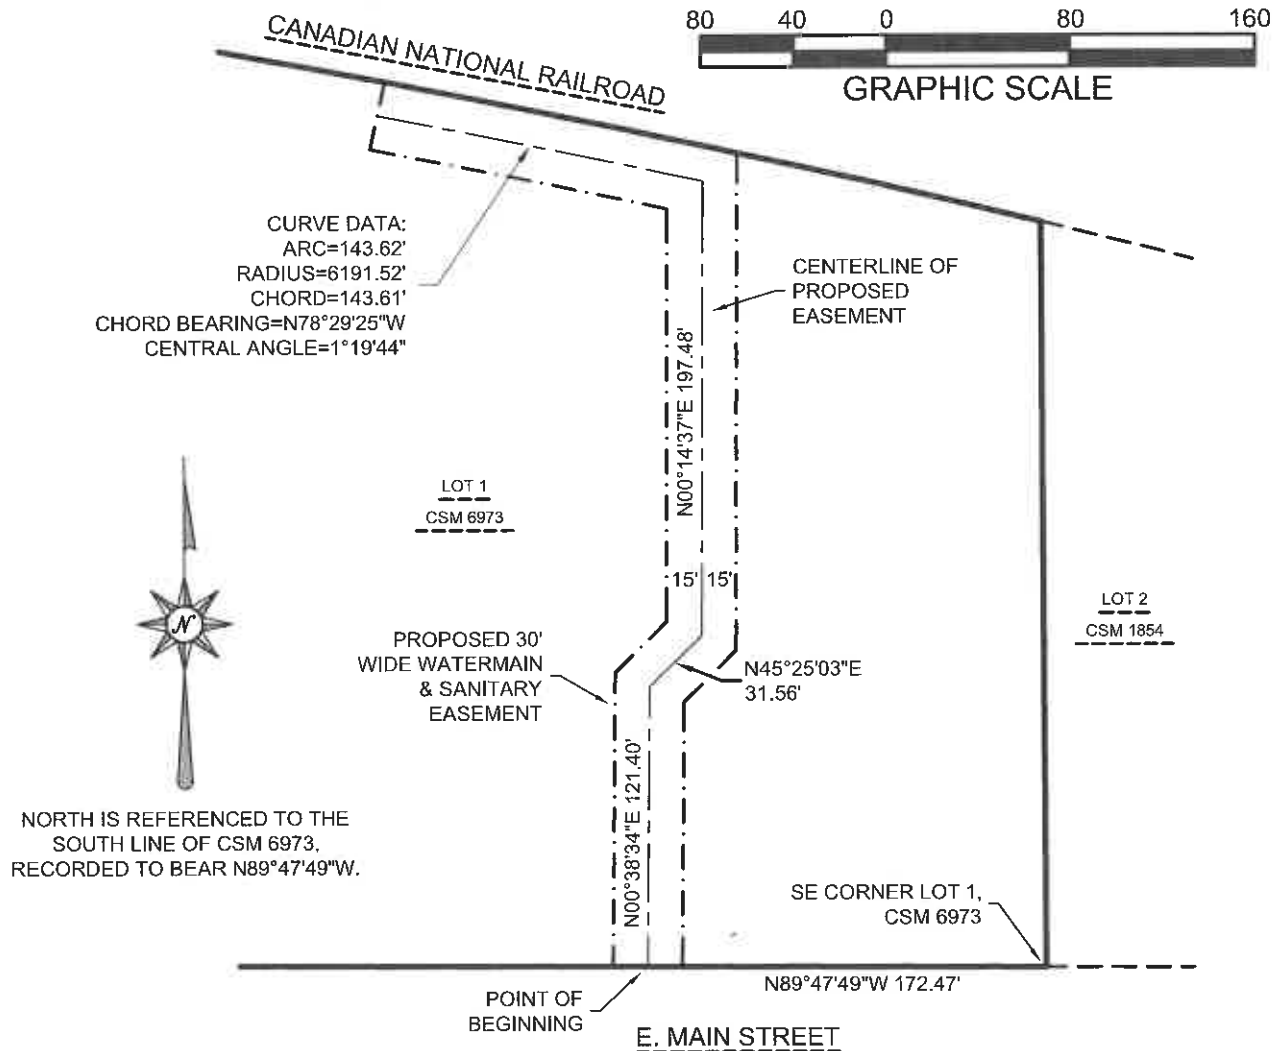 80 40 0 80 160
GRAPHIC SCALE
CANADIAN NATIONAL RAILROAD
CURVE DATA:
ARC=143.62'
RADIUS=6191.52'
CHORD=143.61'
CHORD BEARING=N78°29'25"W
CENTRAL ANGLE=1°19'44"
CENTERLINE OF
PROPOSED
EASEMENT
N00°14'37"E 197.48'
LOT 1
CSM 6973
15' 15'
LOT 2
CSM 1854
N
PROPOSED 30'
WIDE WATERMAIN
& SANITARY
EASEMENT
N45°25'03"E
31.56'
N00°38'34"E 121.40'
NORTH IS REFERENCED TO THE
SOUTH LINE OF CSM 6973,
RECORDED TO BEAR N89°47'49"W.
SE CORNER LOT 1,
CSM 6973
N89°47'49"W 172.47'
POINT OF
BEGINNING
E. MAIN STREET